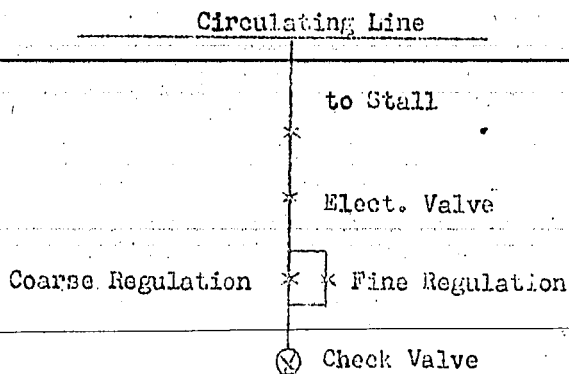 Circulating Line
to Stall
Elect. Valve
Coarse Regulation
Fine Regulation
Check Valve